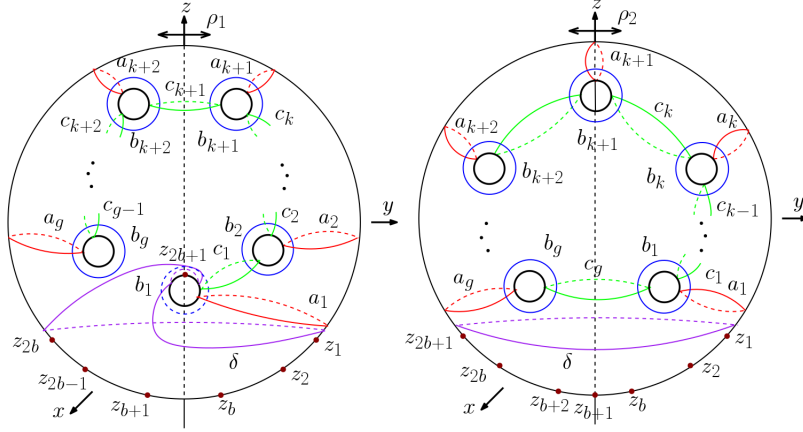 z ρ₁
a_{k+2} c_{k+1} a_{k+1}
c_{k+2} b_{k+2} b_{k+1} c_k
y
a_g c_{g−1} b_g z_{2b+1} b_2 c_2 a_2
c_1
b_1 a_1
δ
z_{2b} z_1
z_{2b−1} z_2
x z_{b+1} z_b
z ρ₂
a_{k+1}
a_{k+2} c_k a_k
b_{k+1}
b_{k+2} b_k
c_{k−1}
y
b_g c_g b_1 c_1
a_g a_1
δ
z_{2b+1} z_1
z_{2b} z_2
x z_{b+2} z_{b+1} z_b